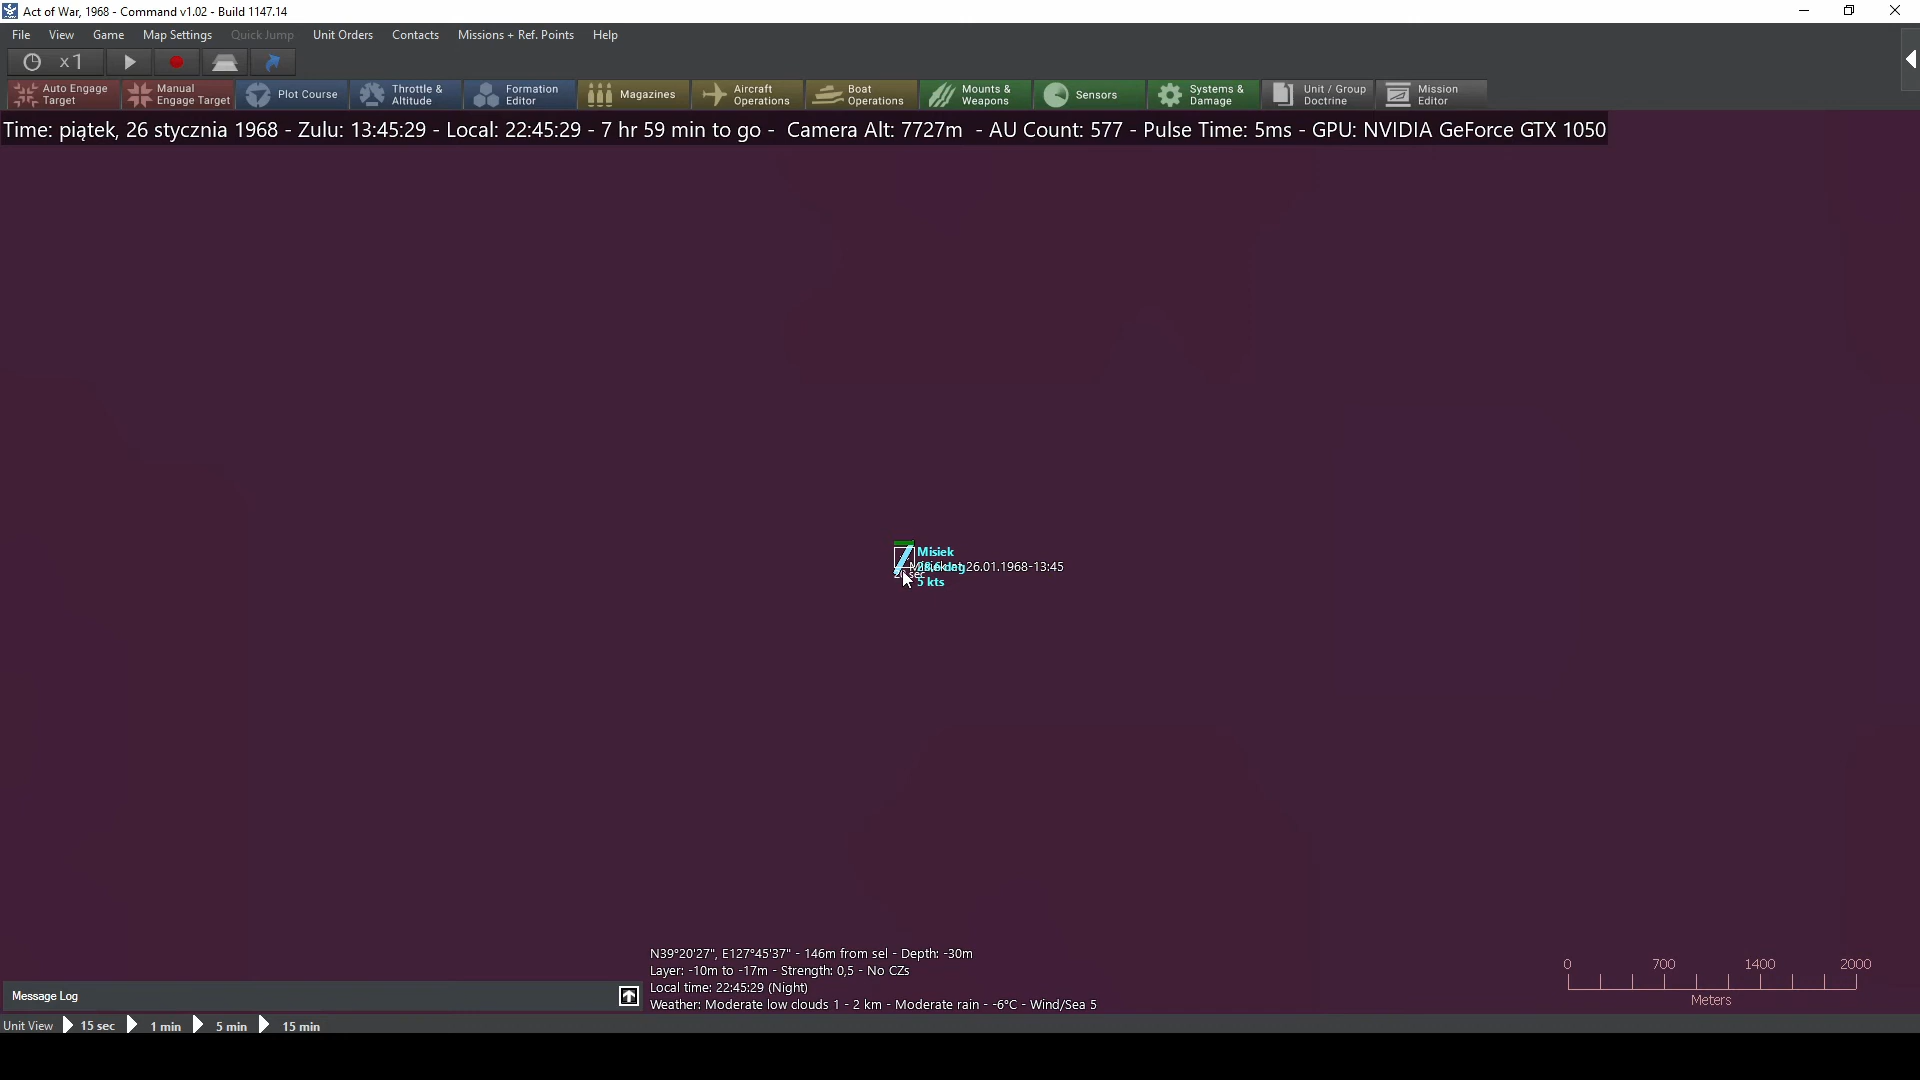 Act of War, 1968 - Command v1.02 - Build 1147.14
File View Game Map Settings Quick Jump Unit Orders Contacts Missions + Ref. Points Help
x1
Auto Engage Target
Manual Engage Target
Plot Course
Throttle & Altitude
Formation Editor
Magazines
Aircraft Operations
Boat Operations
Mounts & Weapons
Sensors
Systems & Damage
Unit / Group Doctrine
Mission Editor
Time: piątek, 26 stycznia 1968 - Zulu: 13:45:29 - Local: 22:45:29 - 7 hr 59 min to go - Camera Alt: 7727m - AU Count: 577 - Pulse Time: 5ms - GPU: NVIDIA GeForce GTX 1050
Misiek
26.01.1968-13:45
5 kts
N39°20'27", E127°45'37" - 146m from sel - Depth: -30m
Layer: -10m to -17m - Strength: 0,5 - No CZs
Local time: 22:45:29 (Night)
Weather: Moderate low clouds 1 - 2 km - Moderate rain - -6°C - Wind/Sea 5
0 700 1400 2000
Meters
Message Log
Unit View 15 sec 1 min 5 min 15 min